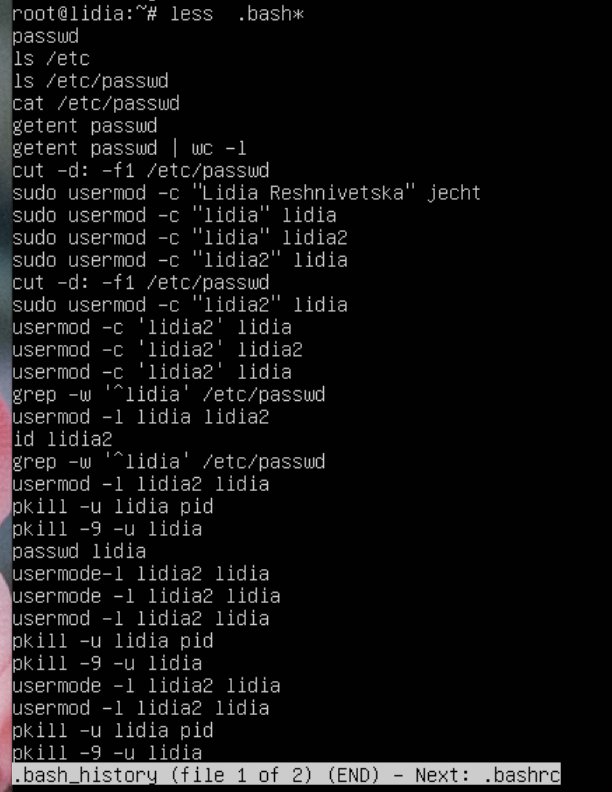 root@lidia:~# less  .bash*
passwd
ls /etc
ls /etc/passwd
cat /etc/passwd
getent passwd
getent passwd | wc -l
cut -d: -f1 /etc/passwd
sudo usermod -c "Lidia Reshnivetska" jecht
sudo usermod -c "lidia" lidia
sudo usermod -c "lidia" lidia2
sudo usermod -c "lidia2" lidia
cut -d: -f1 /etc/passwd
sudo usermod -c "lidia2" lidia
usermod -c 'lidia2' lidia
usermod -c 'lidia2' lidia2
usermod -c 'lidia2' lidia
grep -w '^lidia' /etc/passwd
usermod -l lidia lidia2
id lidia2
grep -w '^lidia' /etc/passwd
usermod -l lidia2 lidia
pkill -u lidia pid
pkill -9 -u lidia
passwd lidia
usermode-l lidia2 lidia
usermode -l lidia2 lidia
usermod -l lidia2 lidia
pkill -u lidia pid
pkill -9 -u lidia
usermode -l lidia2 lidia
usermod -l lidia2 lidia
pkill -u lidia pid
pkill -9 -u lidia
.bash_history (file 1 of 2) (END) - Next: .bashrc